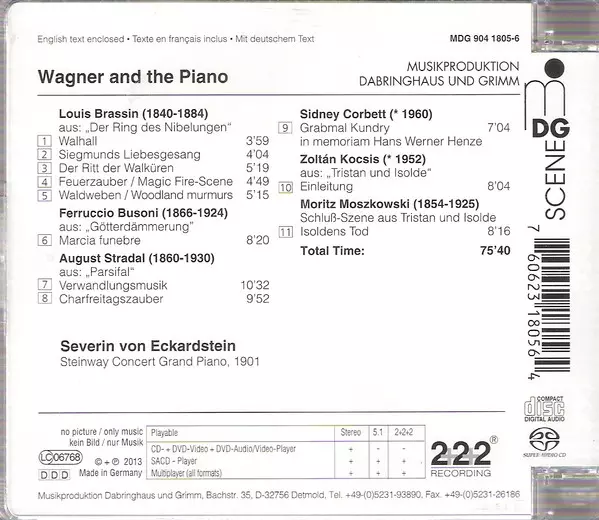 English text enclosed • Texte en français inclus • Mit deutschem Text
MDG 904 1805-6
Wagner and the Piano
MUSIKPRODUKTION
DABRINGHAUS UND GRIMM
Louis Brassin (1840-1884)
aus: „Der Ring des Nibelungen“
1 Walhall 3'59
2 Siegmunds Liebesgesang 4'04
3 Der Ritt der Walküren 5'19
4 Feuerzauber / Magic Fire-Scene 4'49
5 Waldweben / Woodland murmurs 5'15
Ferruccio Busoni (1866-1924)
aus: „Götterdämmerung“
6 Marcia funebre 8'20
August Stradal (1860-1930)
aus: „Parsifal“
7 Verwandlungsmusik 10'32
8 Charfreitagszauber 9'52
Sidney Corbett (* 1960)
9 Grabmal Kundry 7'04
in memoriam Hans Werner Henze
Zoltán Kocsis (* 1952)
aus: „Tristan und Isolde“
10 Einleitung 8'04
Moritz Moszkowski (1854-1925)
Schluß-Szene aus Tristan und Isolde
11 Isoldens Tod 8'16
Total Time: 75'40
Severin von Eckardstein
Steinway Concert Grand Piano, 1901
mDG
SCENE
7 60623 18056 4
COMPACT
disc
DIGITAL AUDIO
SUPER AUDIO CD
no picture / only music
kein Bild / nur Musik
LC 06768
© + ℗ 2013
DDD
Made in Germany
Playable Stereo 5.1 2+2+2
CD- + DVD-Video + DVD-Audio/Video-Player + - -
SACD - Player + + +
Multiplayer (all formats) + + +
2+2+2®
RECORDING
Musikproduktion Dabringhaus und Grimm, Bachstr. 35, D-32756 Detmold, Tel. +49-(0)5231-93890, Fax +49-(0)5231-26186